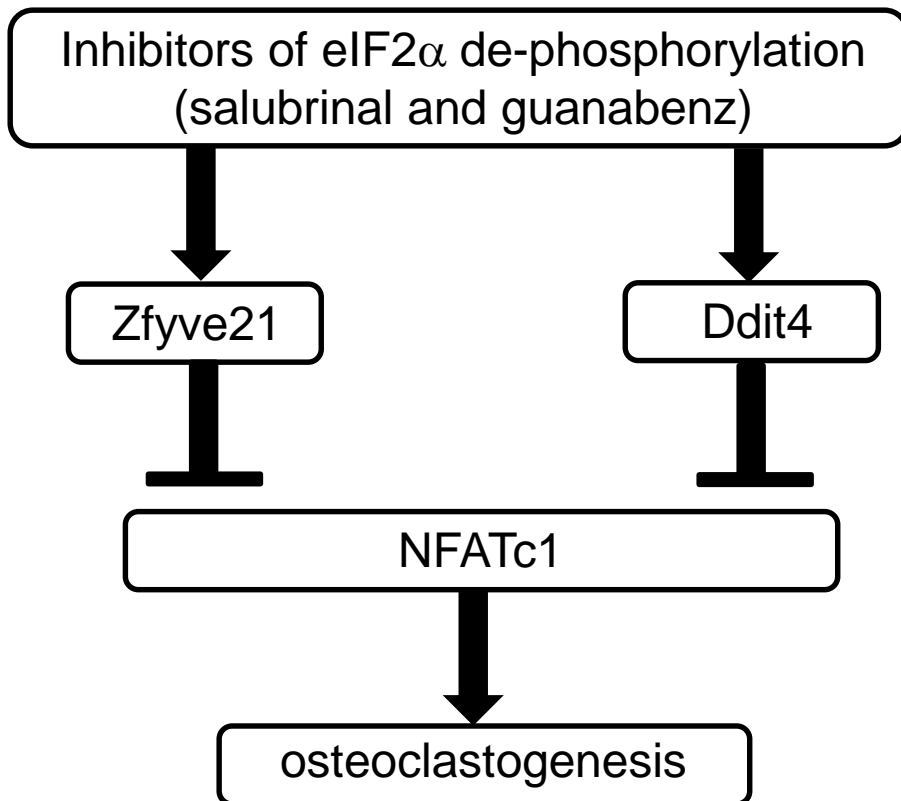 Inhibitors of eIF2α de-phosphorylation
(salubrinal and guanabenz)
Zfyve21
Ddit4
NFATc1
osteoclastogenesis